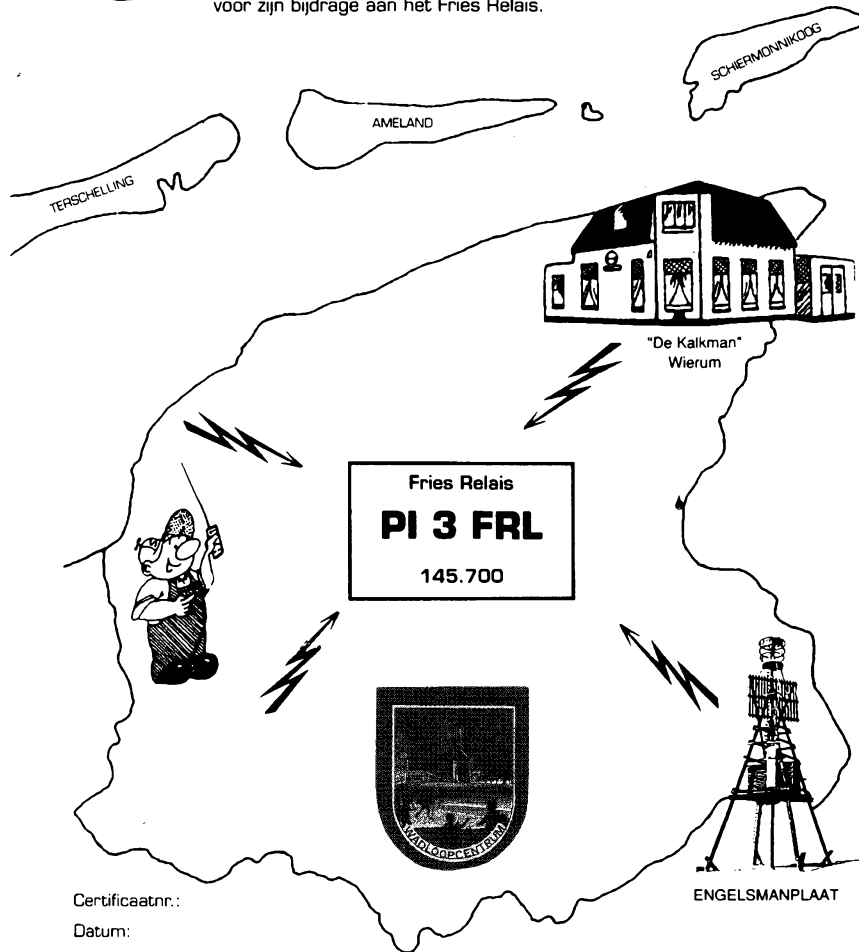 voor zijn bijdrage aan het Fries Relais.
SCHIERMONNIKOOG
AMELAND
TERSCHELLING
"De Kalkman"
Wierum
Fries Relais
PI 3 FRL
145.700
WADLOOPCENTRUM
ENGELSMANPLAAT
Certificaatnr.:
Datum: